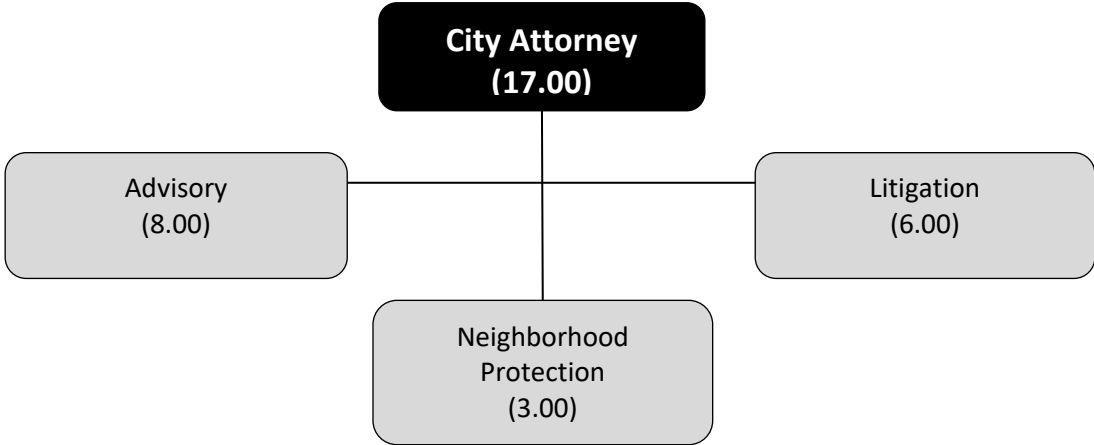 City Attorney
(17.00)
Advisory
(8.00)
Litigation
(6.00)
Neighborhood
Protection
(3.00)